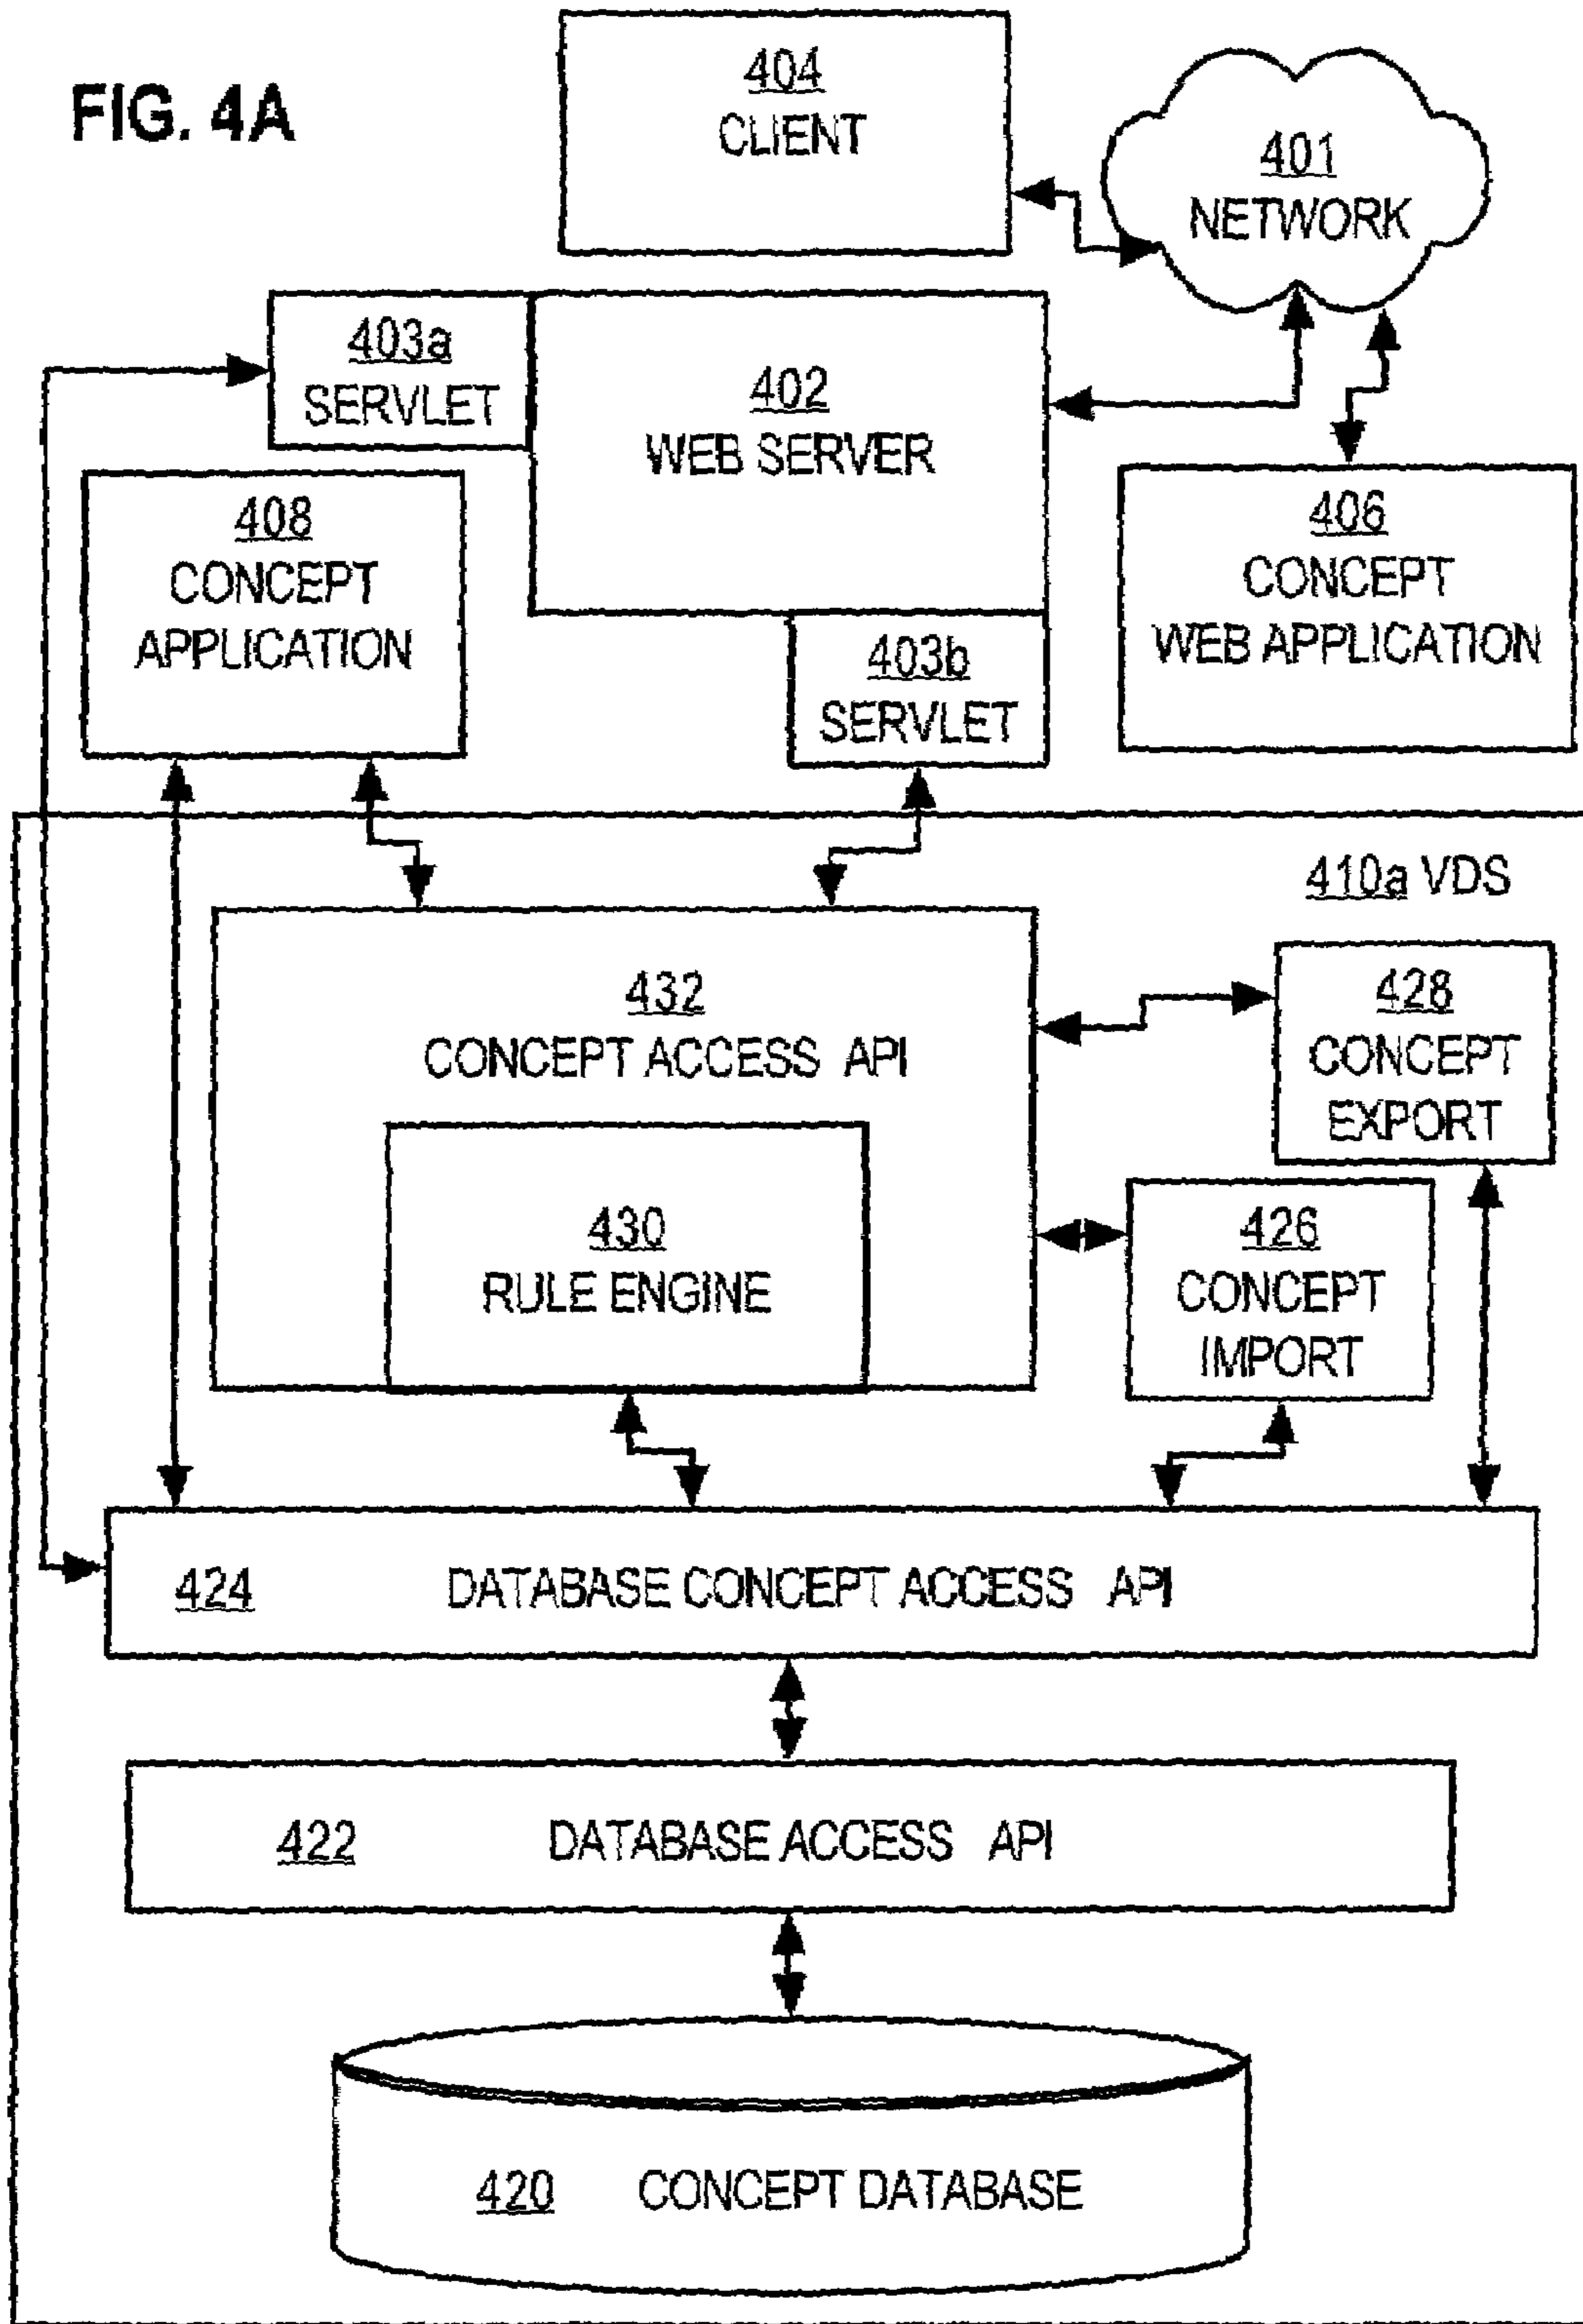 FIG. 4A
404
CLIENT
401
NETWORK
403a
SERVLET
402
WEB SERVER
408
CONCEPT
APPLICATION
406
CONCEPT
WEB APPLICATION
403b
SERVLET
410a VDS
432
CONCEPT ACCESS API
428
CONCEPT
EXPORT
430
RULE ENGINE
426
CONCEPT
IMPORT
424 DATABASE CONCEPT ACCESS API
422 DATABASE ACCESS API
420 CONCEPT DATABASE